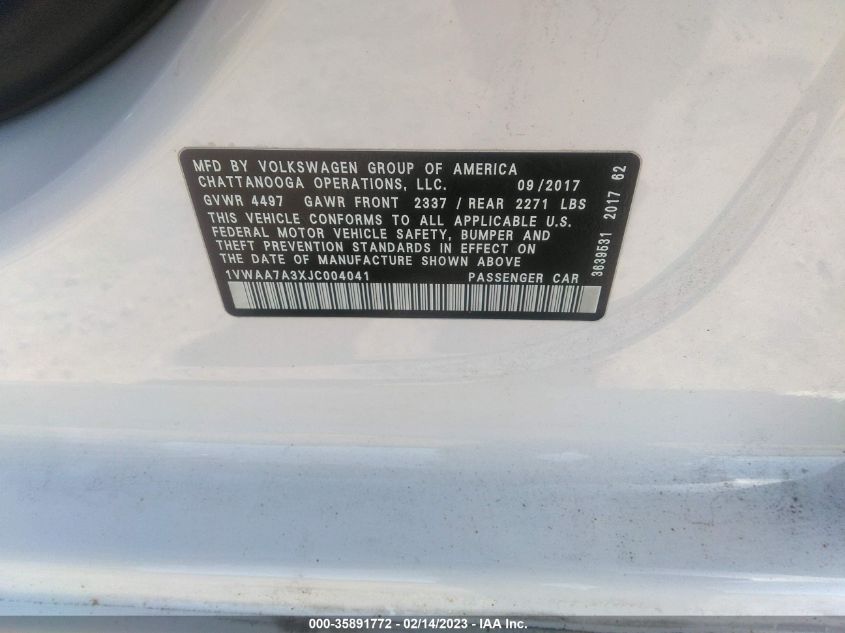 MFD BY VOLKSWAGEN GROUP OF AMERICA
CHATTANOOGA OPERATIONS, LLC. 09/2017
GVWR 4497 GAWR FRONT 2337 / REAR 2271 LBS
THIS VEHICLE CONFORMS TO ALL APPLICABLE U.S.
FEDERAL MOTOR VEHICLE SAFETY, BUMPER AND
THEFT PREVENTION STANDARDS IN EFFECT ON
THE DATE OF MANUFACTURE SHOWN ABOVE
1VWAA7A3XJC004041 PASSENGER CAR
3639531 2017 62
000-35891772 - 02/14/2023 - IAA Inc.